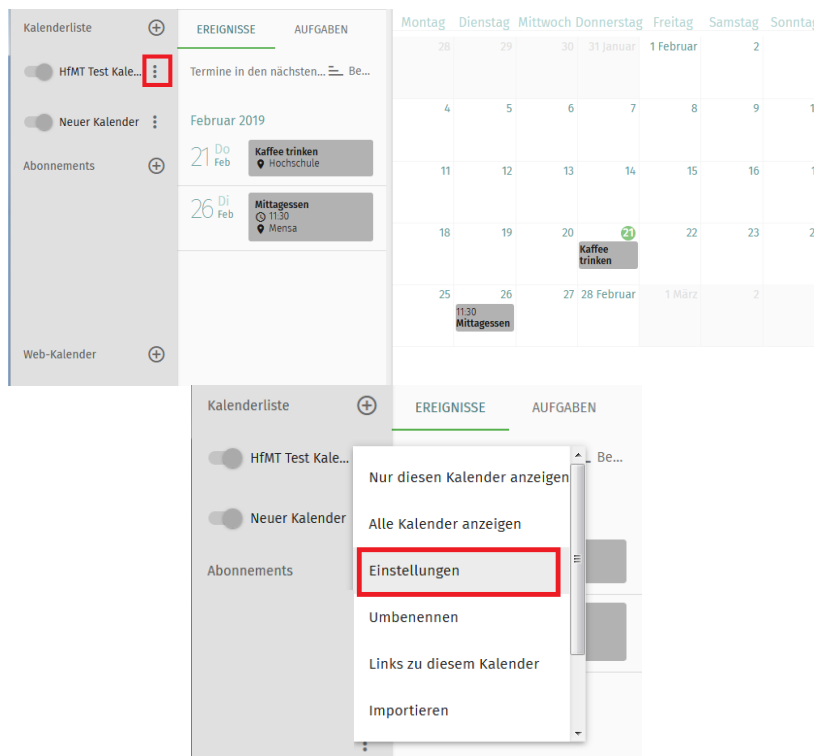 Kalenderliste
EREIGNISSE AUFGABEN
HfMT Test Kale...
Termine in den nächsten... Be...
Neuer Kalender
Februar 2019
21 Do Feb
Kaffee trinken
Hochschule
Abonnements
26 Di Feb
Mittagessen
11:30
Mensa
Web-Kalender
Montag Dienstag Mittwoch Donnerstag Freitag Samstag Sonntag
28 29 30 31 Januar 1 Februar 2
4 5 6 7 8 9 1
11 12 13 14 15 16 1
18 19 20 21 22 23 2
Kaffee
trinken
25 26 27 28 Februar 1 März 2
11:30
Mittagessen
Kalenderliste
EREIGNISSE AUFGABEN
HfMT Test Kale...
Be...
Neuer Kalender
Abonnements
Nur diesen Kalender anzeigen
Alle Kalender anzeigen
Einstellungen
Umbenennen
Links zu diesem Kalender
Importieren